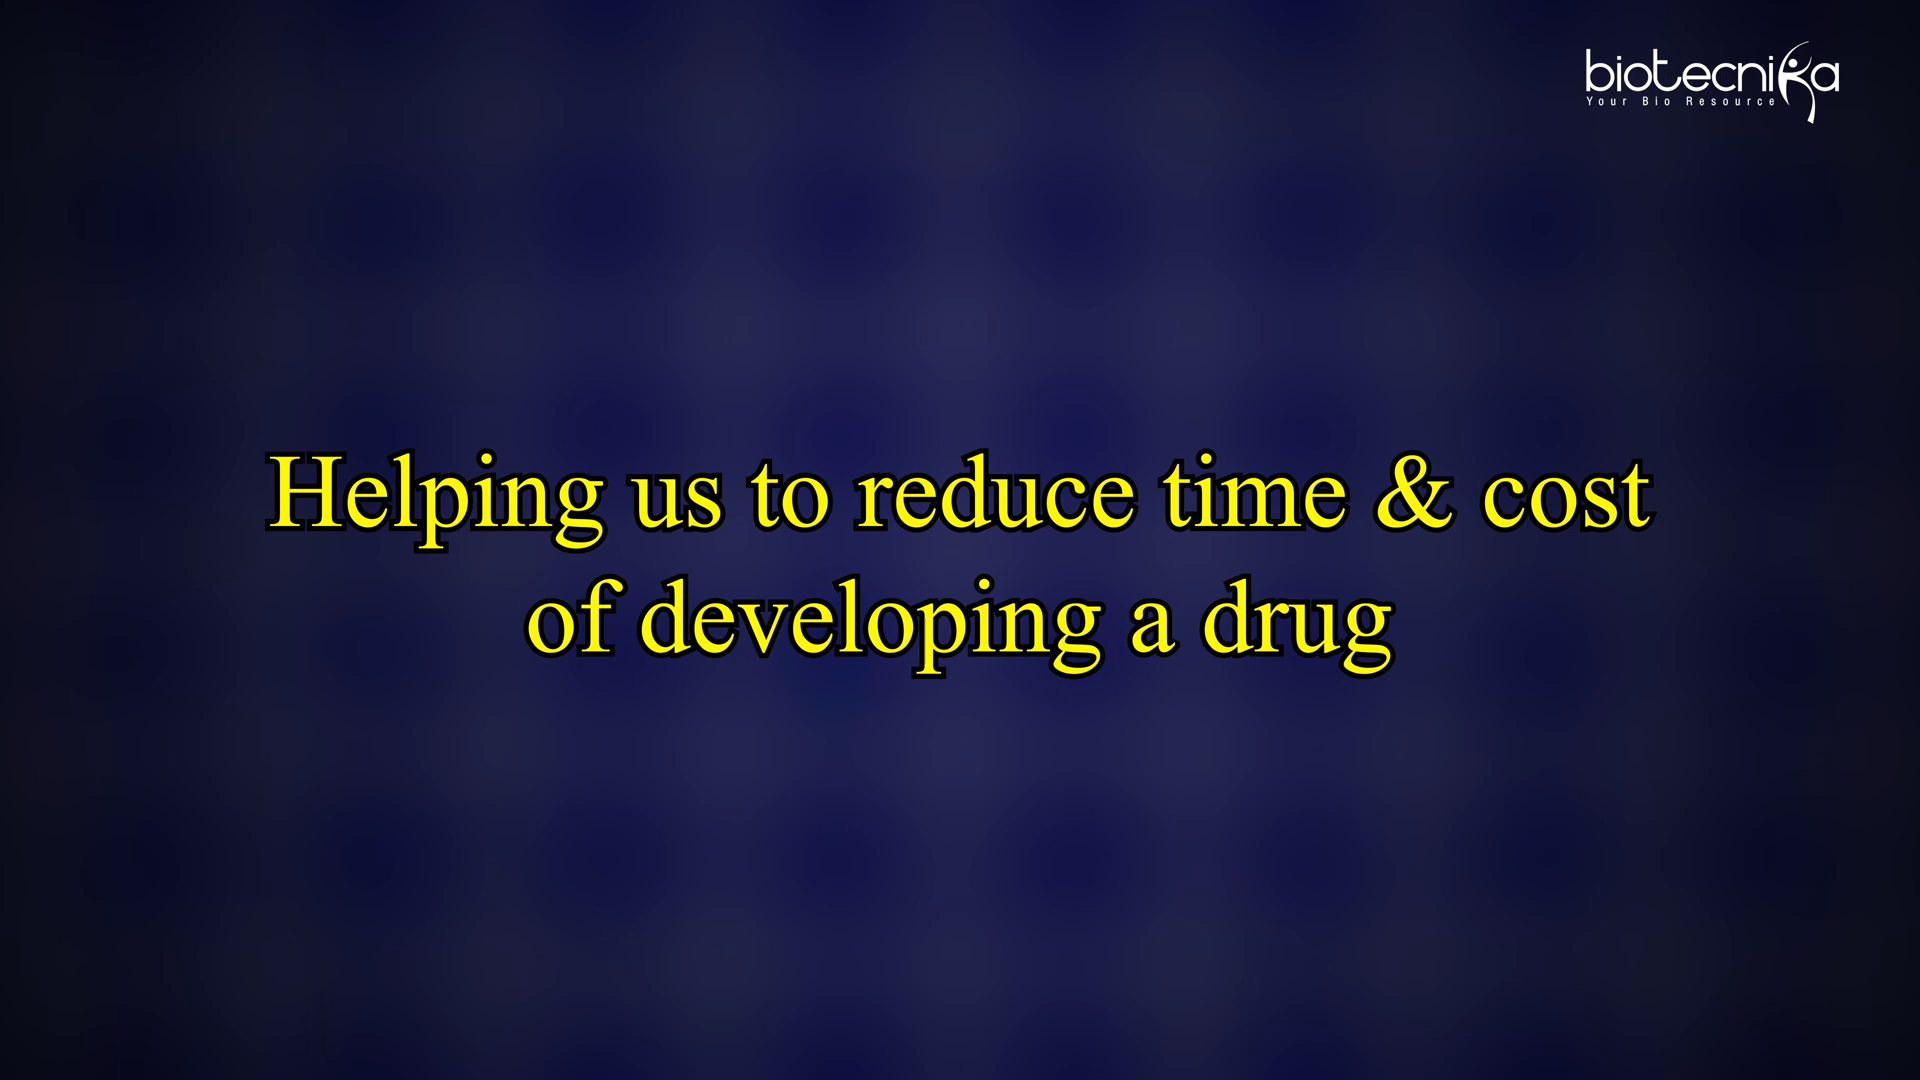 biotecnika
Your Bio Resource
Helping us to reduce time & cost
of developing a drug